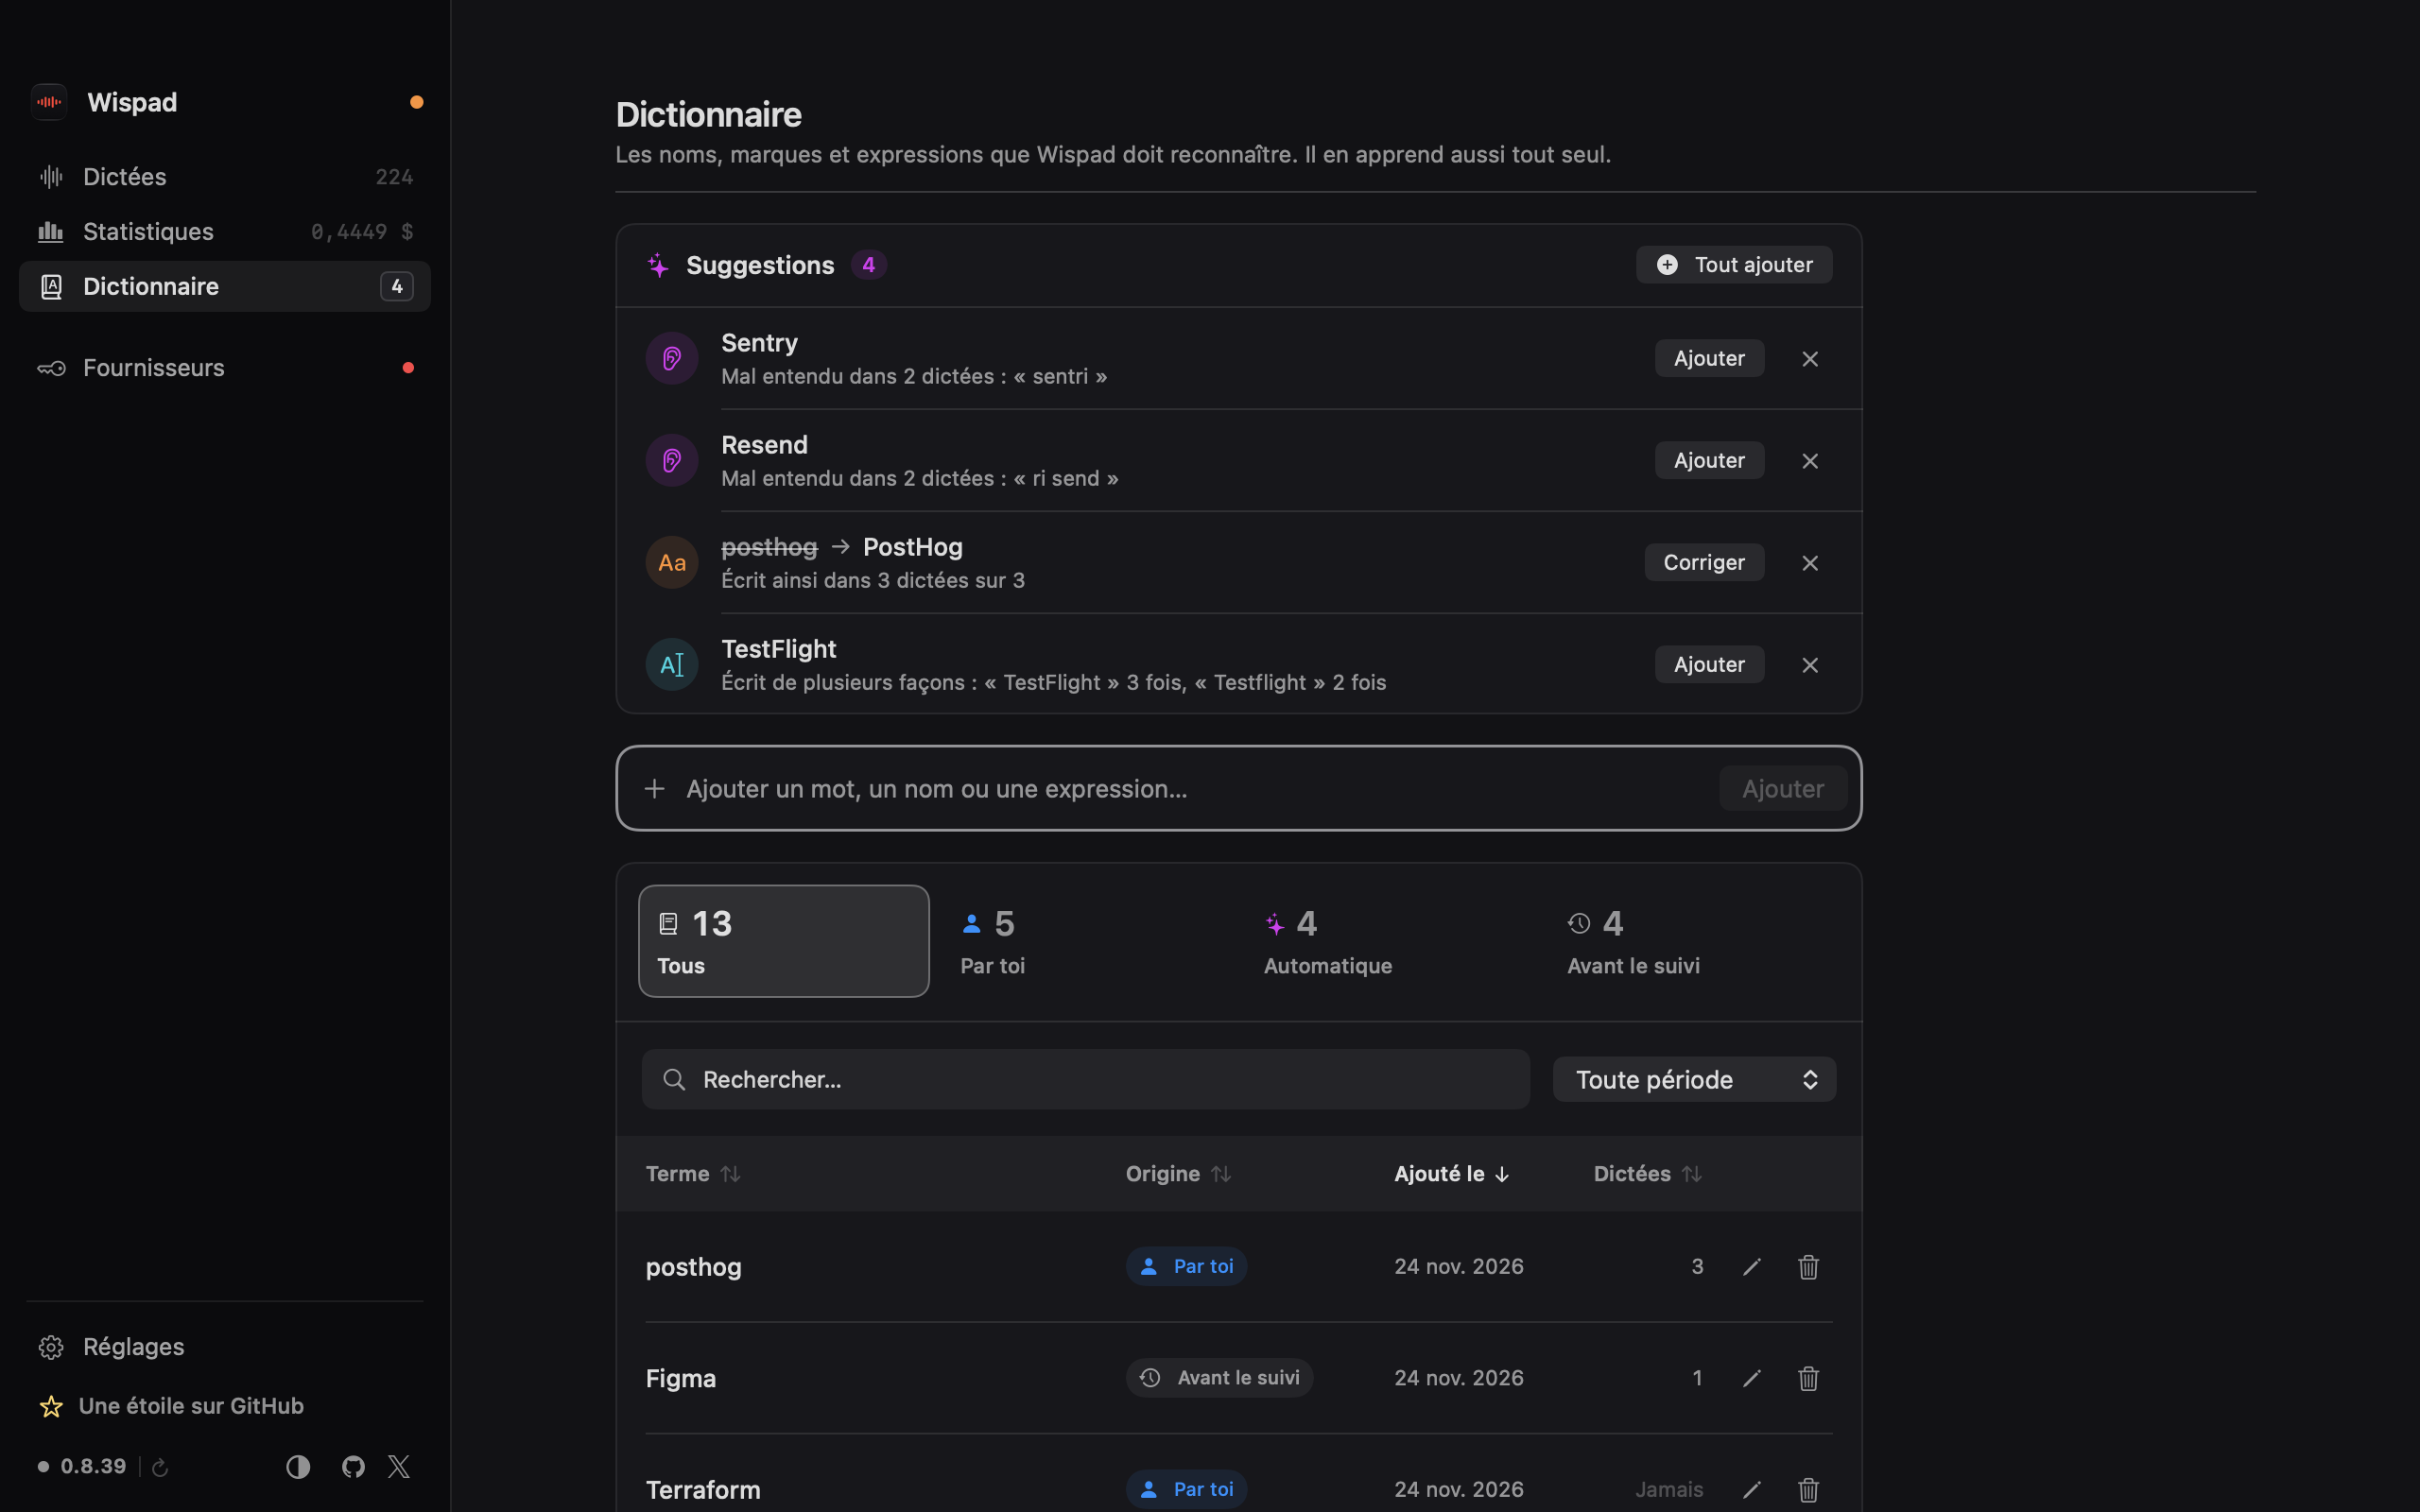 Wispad
Dictées 224
Statistiques 0,4449 $
Dictionnaire 4
Fournisseurs
Réglages
Une étoile sur GitHub
0.8.39
Dictionnaire
Les noms, marques et expressions que Wispad doit reconnaître. Il en apprend aussi tout seul.
Suggestions 4 Tout ajouter
Sentry
Mal entendu dans 2 dictées : « sentri »
Ajouter
Resend
Mal entendu dans 2 dictées : « ri send »
Ajouter
Aa
posthog → PostHog
Écrit ainsi dans 3 dictées sur 3
Corriger
TestFlight
Écrit de plusieurs façons : « TestFlight » 3 fois, « Testflight » 2 fois
Ajouter
Ajouter un mot, un nom ou une expression... Ajouter
13 5 4 4
Tous Par toi Automatique Avant le suivi
Rechercher... Toute période
Terme Origine Ajouté le Dictées
posthog Par toi 24 nov. 2026 3
Figma Avant le suivi 24 nov. 2026 1
Terraform Par toi 24 nov. 2026 Jamais